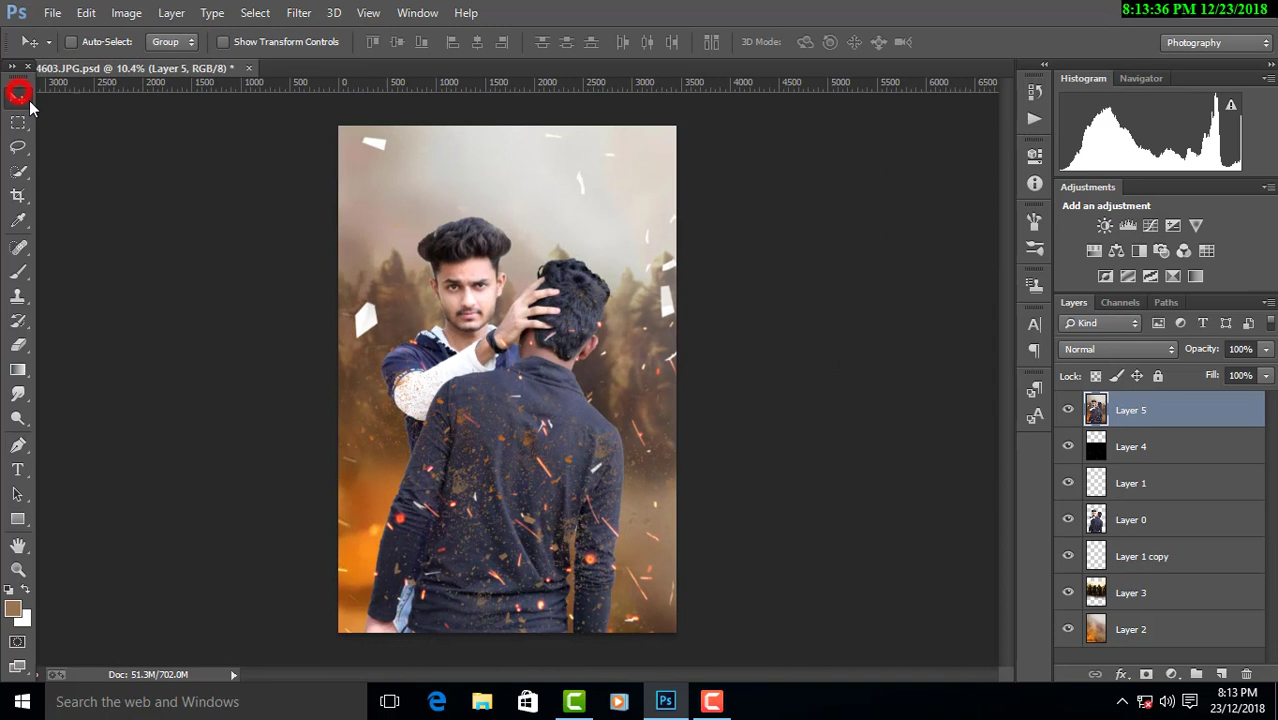 8:13:36 PM 12/23/2018
Ps File Edit Image Layer Type Select Filter 3D View Window Help
Auto-Select: Group Show Transform Controls 3D Mode: Photography
4603.JPG.psd @ 10.4% (Layer 5, RGB/8) * ×
3000 2500 2000 1500 1000 500 0 500 1000 1500 2000 2500 3000 3500 4000 4500 5000 5500 6000 6500
Histogram Navigator
Adjustments
Add an adjustment
Layers Channels Paths
Kind
Normal Opacity: 100%
Lock: Fill: 100%
Layer 5
Layer 4
Layer 1
Layer 0
Layer 1 copy
Layer 3
Layer 2
Doc: 51.3M/702.0M
Search the web and Windows
8:13 PM
23/12/2018